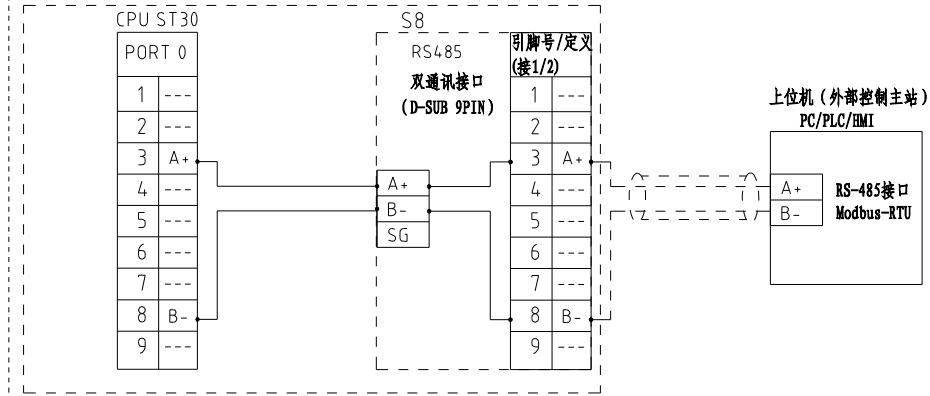 CPU ST30
PORT 0
1 ---
2 ---
3 A+
4 ---
5 ---
6 ---
7 ---
8 B-
9 ---
S8
RS485
双通讯接口
(D-SUB 9PIN)
A+
B-
SG
引脚号/定义
(接1/2)
1 ---
2 ---
3 A+
4 ---
5 ---
6 ---
7 ---
8 B-
9 ---
上位机（外部控制主站）
PC/PLC/HMI
A+
B-
RS-485接口
Modbus-RTU